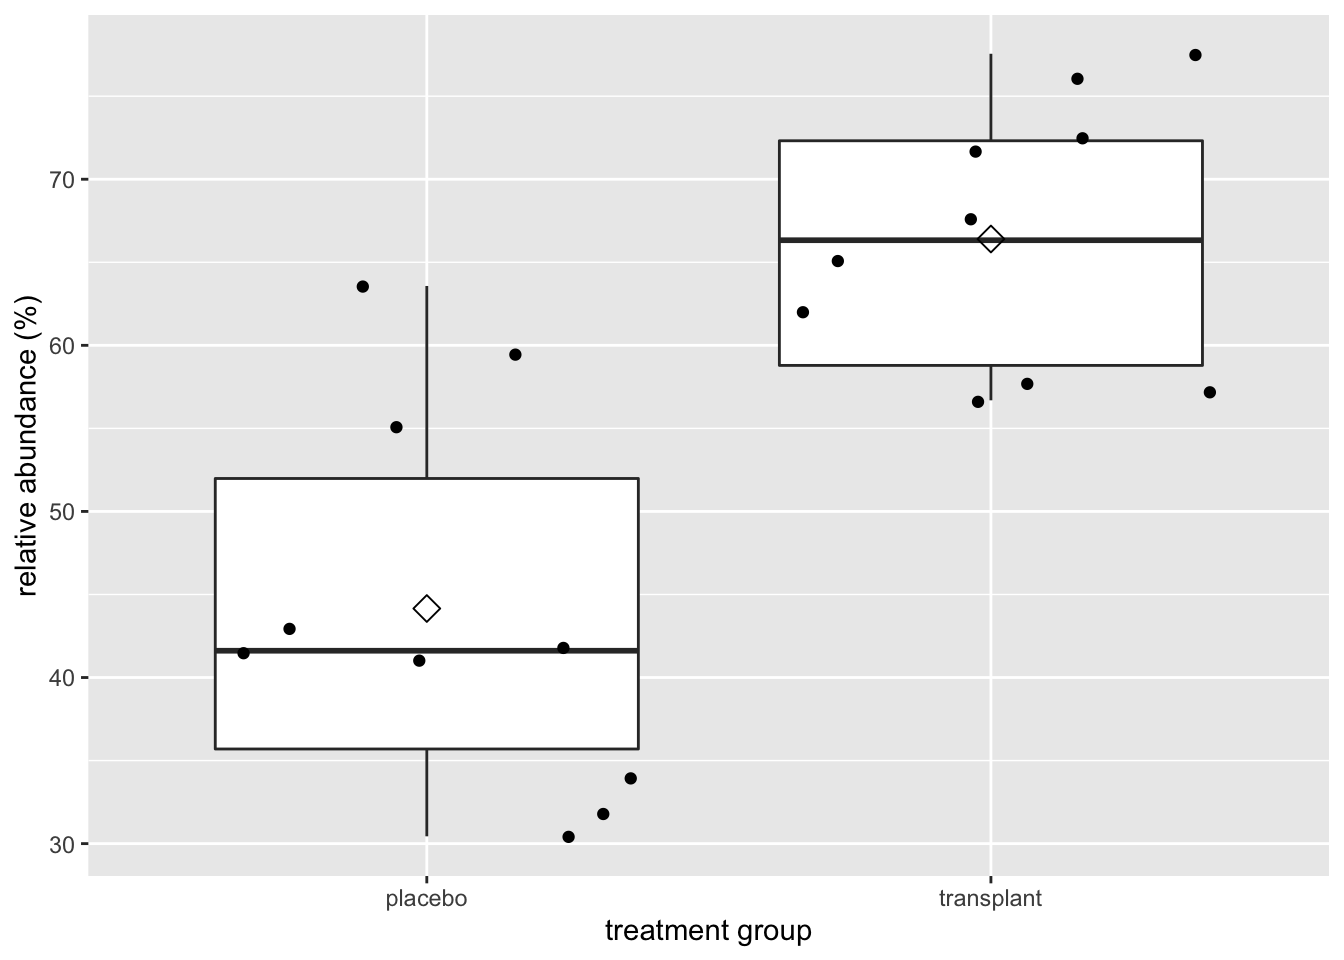 relative abundance (%)
70
60
50
40
30
placebo
transplant
treatment group